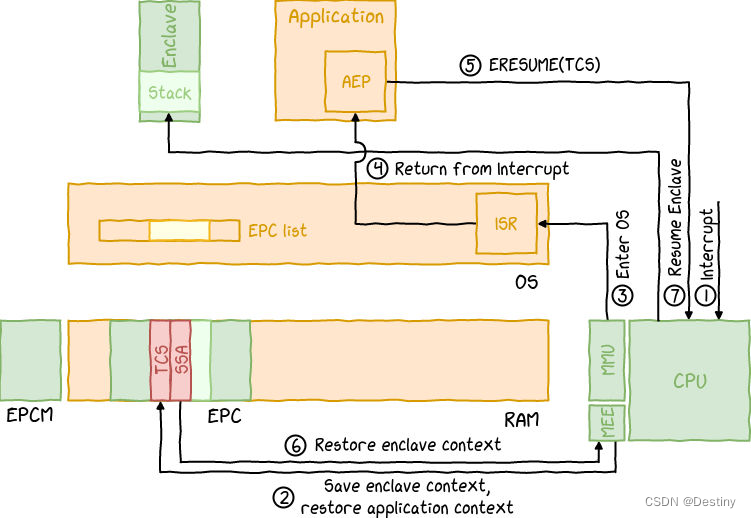 Enclave
Stack
Application
AEP
⑤ ERESUME(TCS)
④ Return from Interrupt
EPC list
ISR
OS
③ Enter OS
⑦ Resume Enclave
① Interrupt
TCS
SSA
EPCM
EPC
RAM
MMU
MEE
CPU
⑥ Restore enclave context
② Save enclave context,
restore application context
CSDN @Destiny